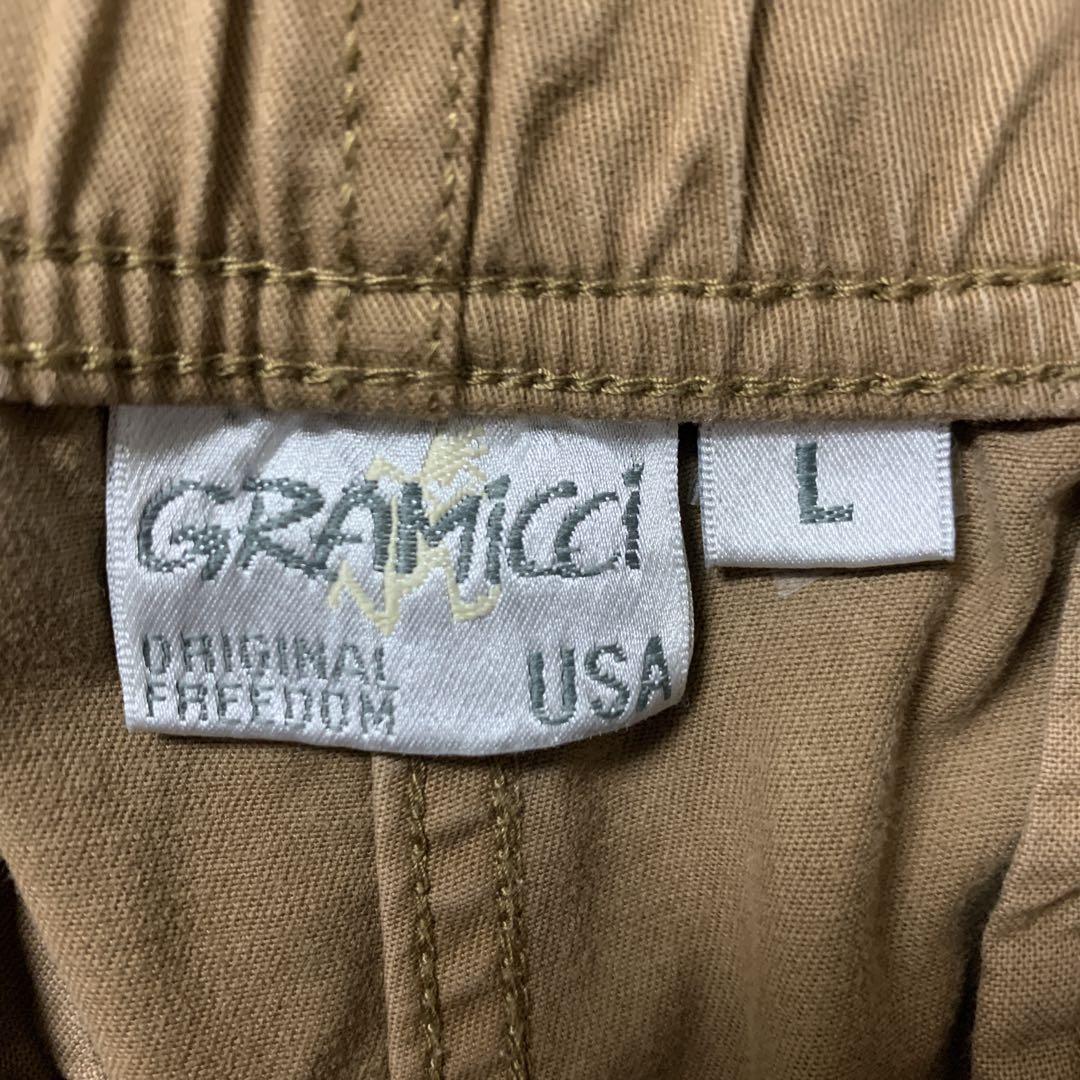 GRAMiCCi
ORIGINAL
FREEDOM
USA
L